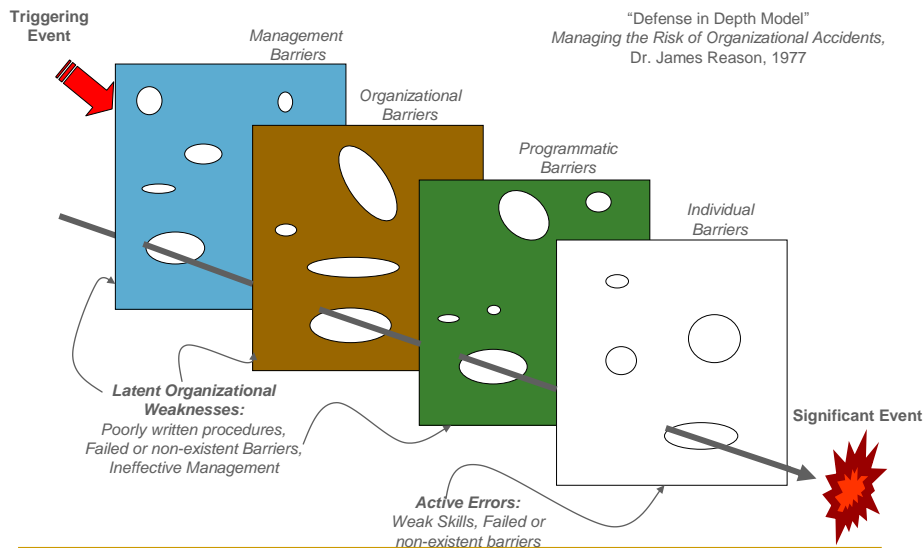 Triggering
Event
Management
Barriers
"Defense in Depth Model"
Managing the Risk of Organizational Accidents,
Dr. James Reason, 1977
Organizational
Barriers
Programmatic
Barriers
Individual
Barriers
Latent Organizational
Weaknesses:
Poorly written procedures,
Failed or non-existent Barriers,
Ineffective Management
Significant Event
Active Errors:
Weak Skills, Failed or
non-existent barriers